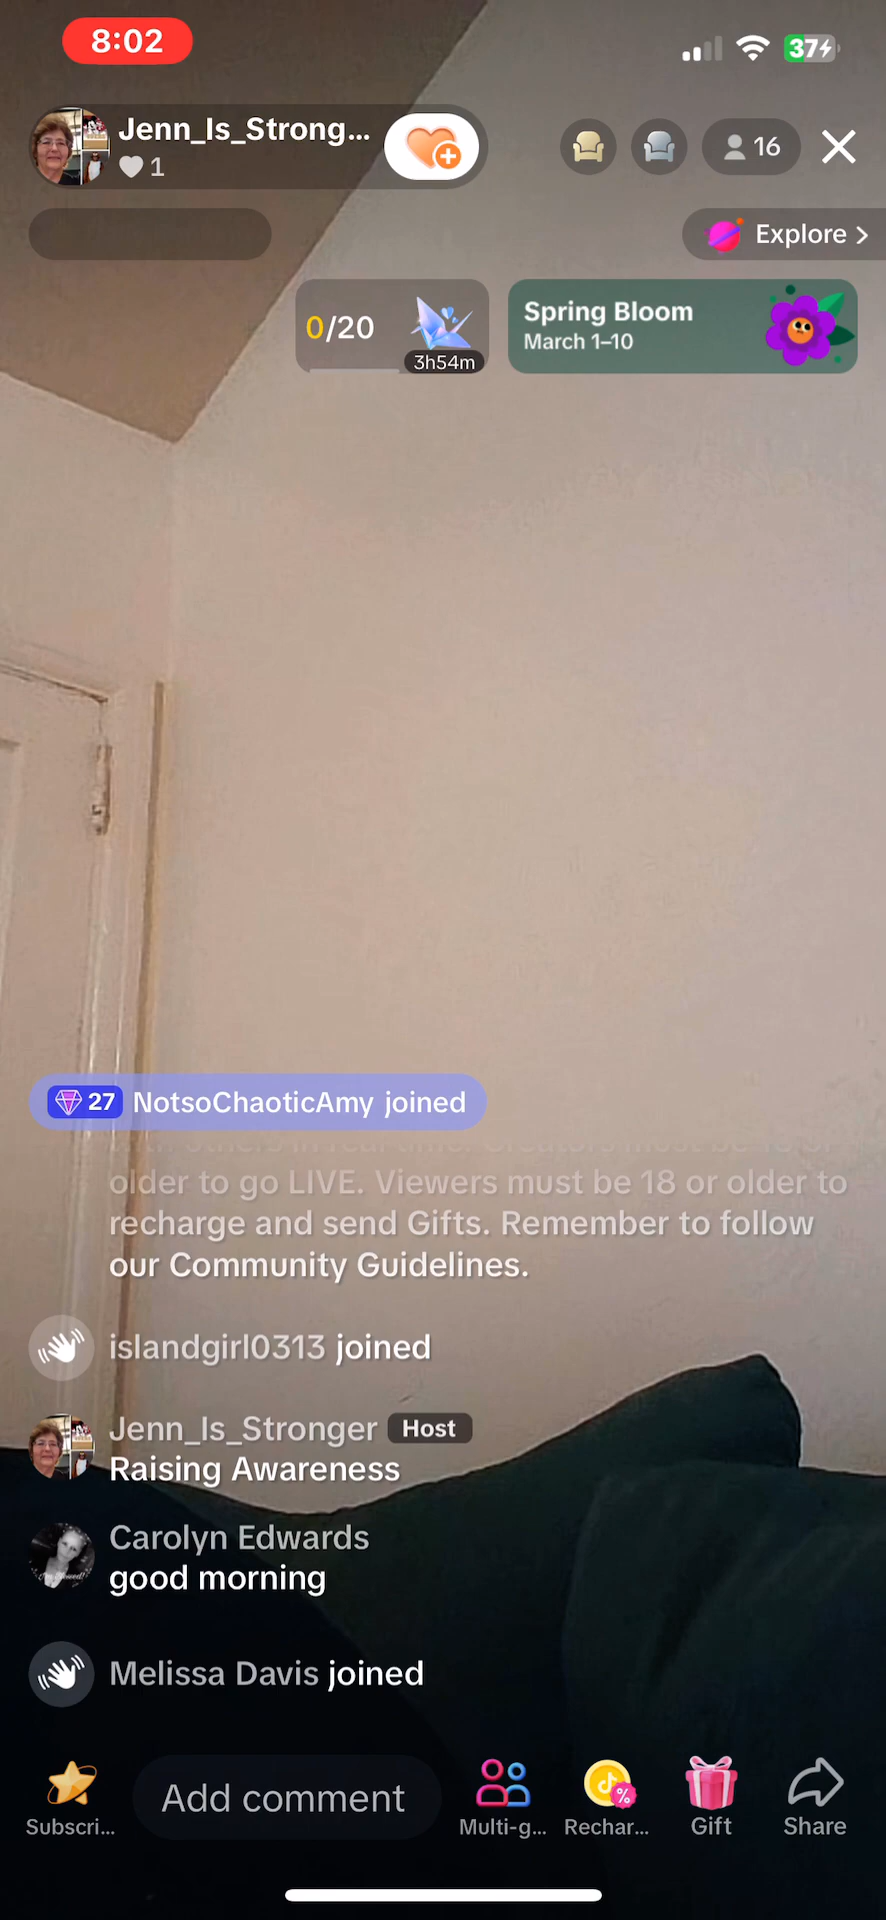 8:02
37
Jenn_Is_Strong...
1
16
Explore >
0/20
3h54m
Spring Bloom
March 1–10
27 NotsoChaoticAmy joined
older to go LIVE. Viewers must be 18 or older to
recharge and send Gifts. Remember to follow
our Community Guidelines.
islandgirl0313 joined
Jenn_Is_Stronger Host
Raising Awareness
Carolyn Edwards
good morning
Melissa Davis joined
Add comment
Subscri...
Multi-g...
Rechar...
Gift
Share